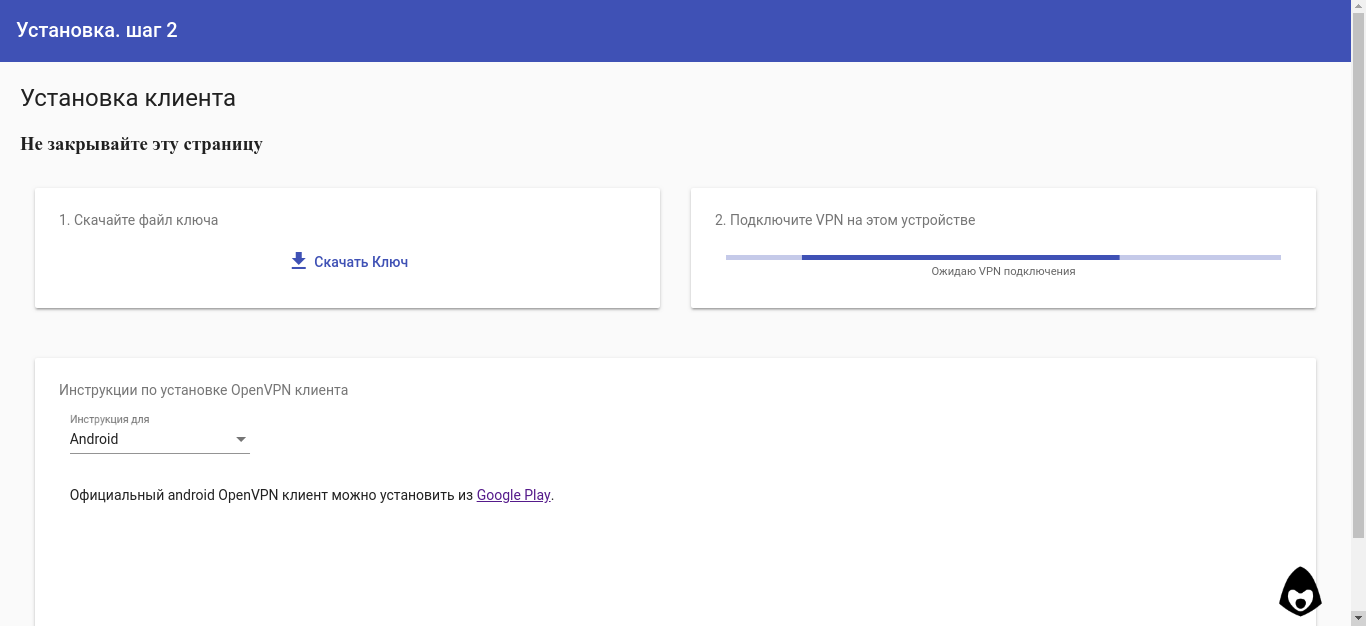 Установка. шаг 2
Установка клиента
Не закрывайте эту страницу
1. Скачайте файл ключа
Скачать Ключ
2. Подключите VPN на этом устройстве
Ожидаю VPN подключения
Инструкции по установке OpenVPN клиента
Инструкция для
Android
Официальный android OpenVPN клиент можно установить из Google Play.